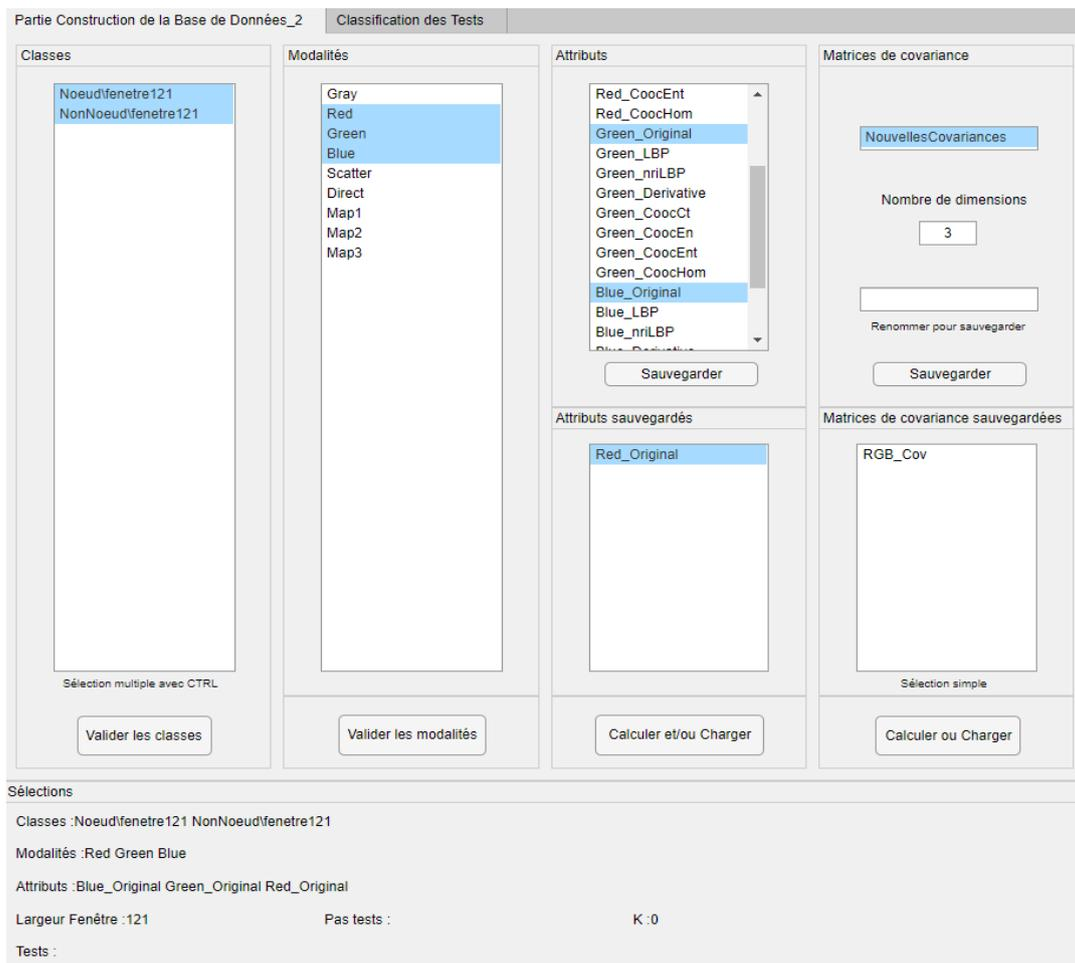 Partie Construction de la Base de Données_2
Classification des Tests
Classes
Noeud\fenetre121
NonNoeud\fenetre121
Sélection multiple avec CTRL
Valider les classes
Modalités
Gray
Red
Green
Blue
Scatter
Direct
Map1
Map2
Map3
Valider les modalités
Attributs
Red_CoocEnt
Red_CoocHom
Green_Original
Green_LBP
Green_nriLBP
Green_Derivative
Green_CoocCt
Green_CoocEn
Green_CoocEnt
Green_CoocHom
Blue_Original
Blue_LBP
Blue_nriLBP
Blue_Derivative
Sauvegarder
Attributs sauvegardés
Red_Original
Calculer et/ou Charger
Matrices de covariance
NouvellesCovariances
Nombre de dimensions
3
Renommer pour sauvegarder
Sauvegarder
Matrices de covariance sauvegardées
RGB_Cov
Sélection simple
Calculer ou Charger
Sélections
Classes :Noeud\fenetre121 NonNoeud\fenetre121
Modalités :Red Green Blue
Attributs :Blue_Original Green_Original Red_Original
Largeur Fenêtre :121
Pas tests :
K :0
Tests :